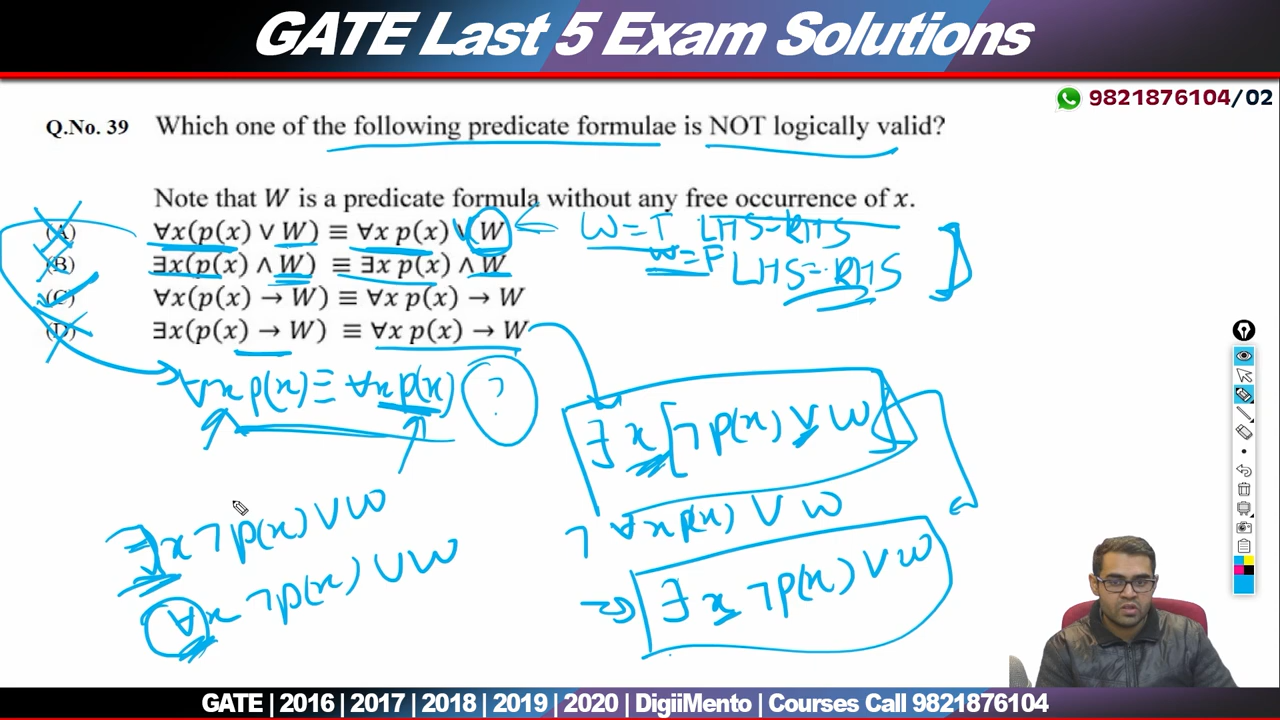 GATE Last 5 Exam Solutions
9821876104/02
Q.No. 39 Which one of the following predicate formulae is NOT logically valid?
Note that W is a predicate formula without any free occurrence of x.
(A) ∀x(p(x) ∨ W) ≡ ∀x p(x) ∨ W
W=T LHS=RHS
(B) ∃x(p(x) ∧ W) ≡ ∃x p(x) ∧ W
W=F LHS=RHS
(C) ∀x(p(x) → W) ≡ ∀x p(x) → W
(D) ∃x(p(x) → W) ≡ ∀x p(x) → W
∀x p(x) ≡ ∀x p(x) ?
∃x [¬p(x) ∨ W]
∃x ¬p(x) ∨ W
¬ ∀x p(x) ∨ W
∀x ¬p(x) ∨ W
⇒ ∃x ¬p(x) ∨ W
GATE | 2016 | 2017 | 2018 | 2019 | 2020 | DigiiMento | Courses Call 9821876104